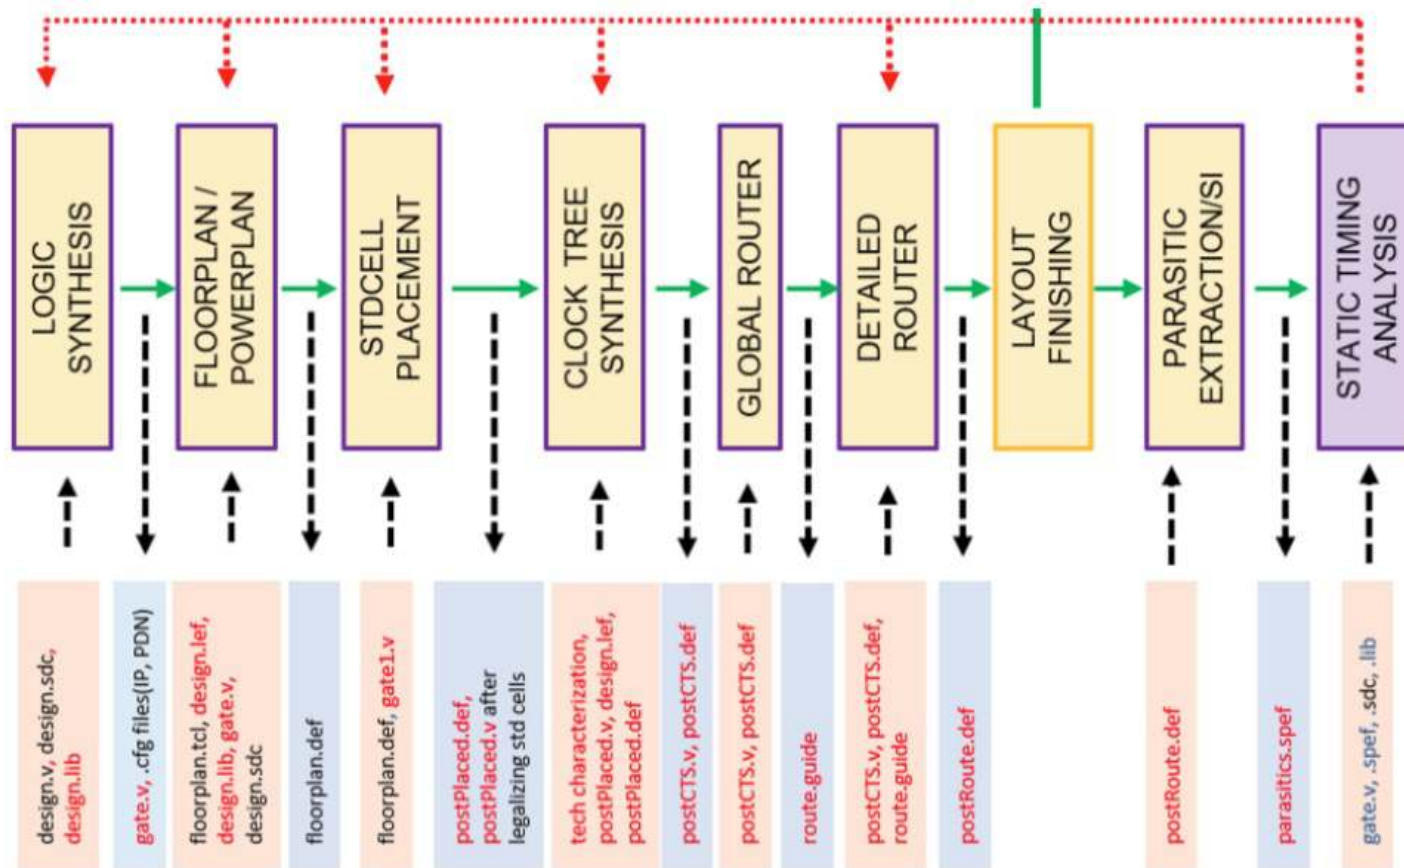 LOGIC
SYNTHESIS
FLOORPLAN /
POWERPLAN
STDCELL
PLACEMENT
CLOCK TREE
SYNTHESIS
GLOBAL ROUTER
DETAILED
ROUTER
LAYOUT
FINISHING
PARASITIC
EXTRACTION/SI
STATIC TIMING
ANALYSIS
design.v, design.sdc,
design.lib
gate.v, .cfg files(IP, PDN)
floorplan.tcl, design.lef,
design.lib, gate.v,
design.sdc
floorplan.def
floorplan.def, gate1.v
postPlaced.def,
postPlaced.v after
legalizing std cells
tech characterization,
postPlaced.v, design.lef,
postPlaced.def
postCTS.v, postCTS.def
postCTS.v, postCTS.def
route.guide
postCTS.v, postCTS.def,
route.guide
postRoute.def
postRoute.def
parasitics.spef
gate.v, .spef, .sdc, .lib